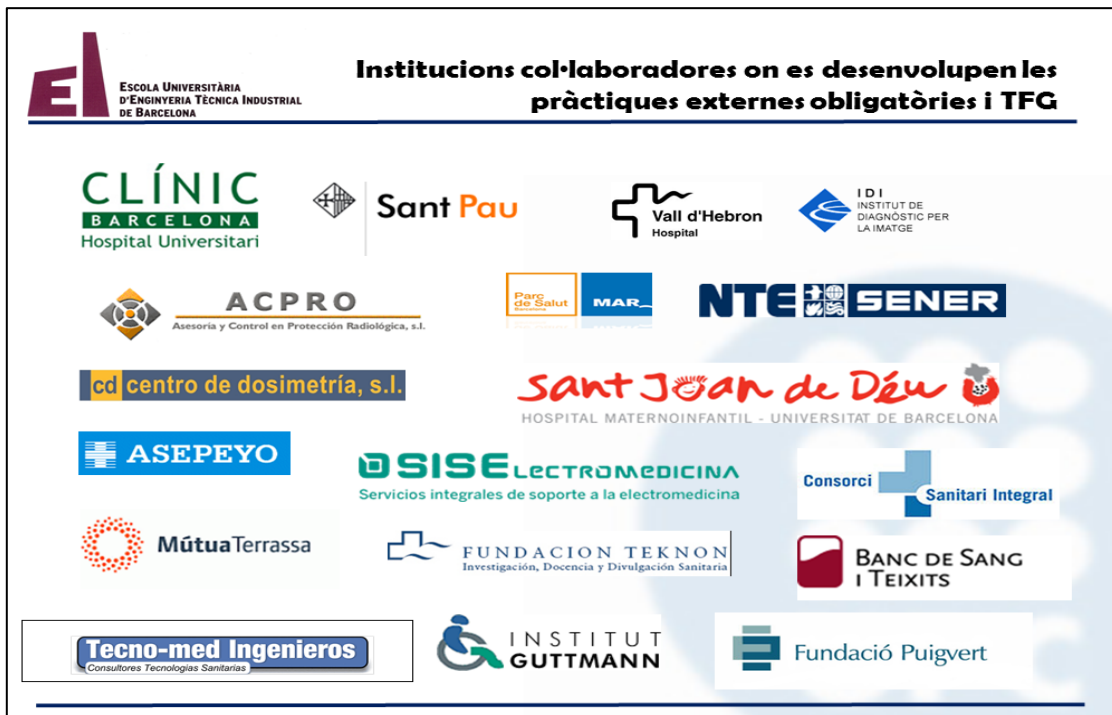 Escola Universitària
d'Enginyeria Tècnica Industrial
de Barcelona
Institucions col·laboradores on es desenvolupen les
pràctiques externes obligatòries i TFG
CLÍNIC
BARCELONA
Hospital Universitari
Sant Pau
Vall d'Hebron
Hospital
IDI
INSTITUT DE
DIAGNÒSTIC PER
LA IMATGE
ACPRO
Asesoría y Control en Protección Radiológica, s.l.
Parc
de Salut
Barcelona
MAR
NTE SENER
cd centro de dosimetría, s.l.
Sant Joan de Déu
HOSPITAL MATERNOINFANTIL - UNIVERSITAT DE BARCELONA
ASEPEYO
SISELECTROMEDICINA
Servicios integrales de soporte a la electromedicina
Consorci
Sanitari Integral
MútuaTerrassa
FUNDACION TEKNON
Investigación, Docencia y Divulgación Sanitaria
BANC DE SANG
I TEIXITS
Tecno-med Ingenieros
Consultores Tecnologías Sanitarias
INSTITUT
GUTTMANN
Fundació Puigvert